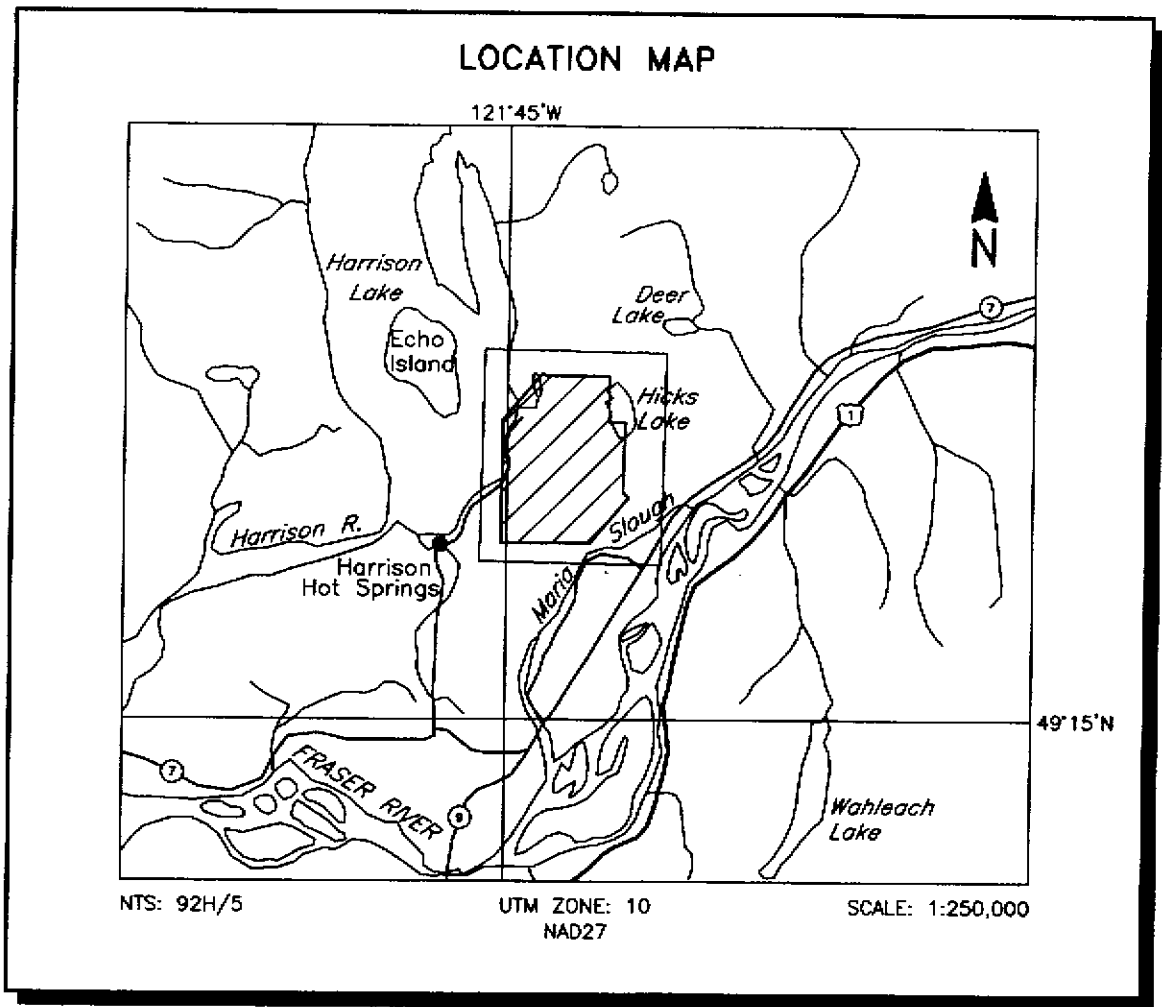 LOCATION MAP
121°45'W
N
Harrison
Lake
Echo
Island
Deer
Lake
7
1
Hicks
Lake
Harrison R.
Harrison
Hot Springs
Maria Slough
49°15'N
7
FRASER RIVER
9
Wahleach
Lake
NTS: 92H/5
UTM ZONE: 10
NAD27
SCALE: 1:250,000